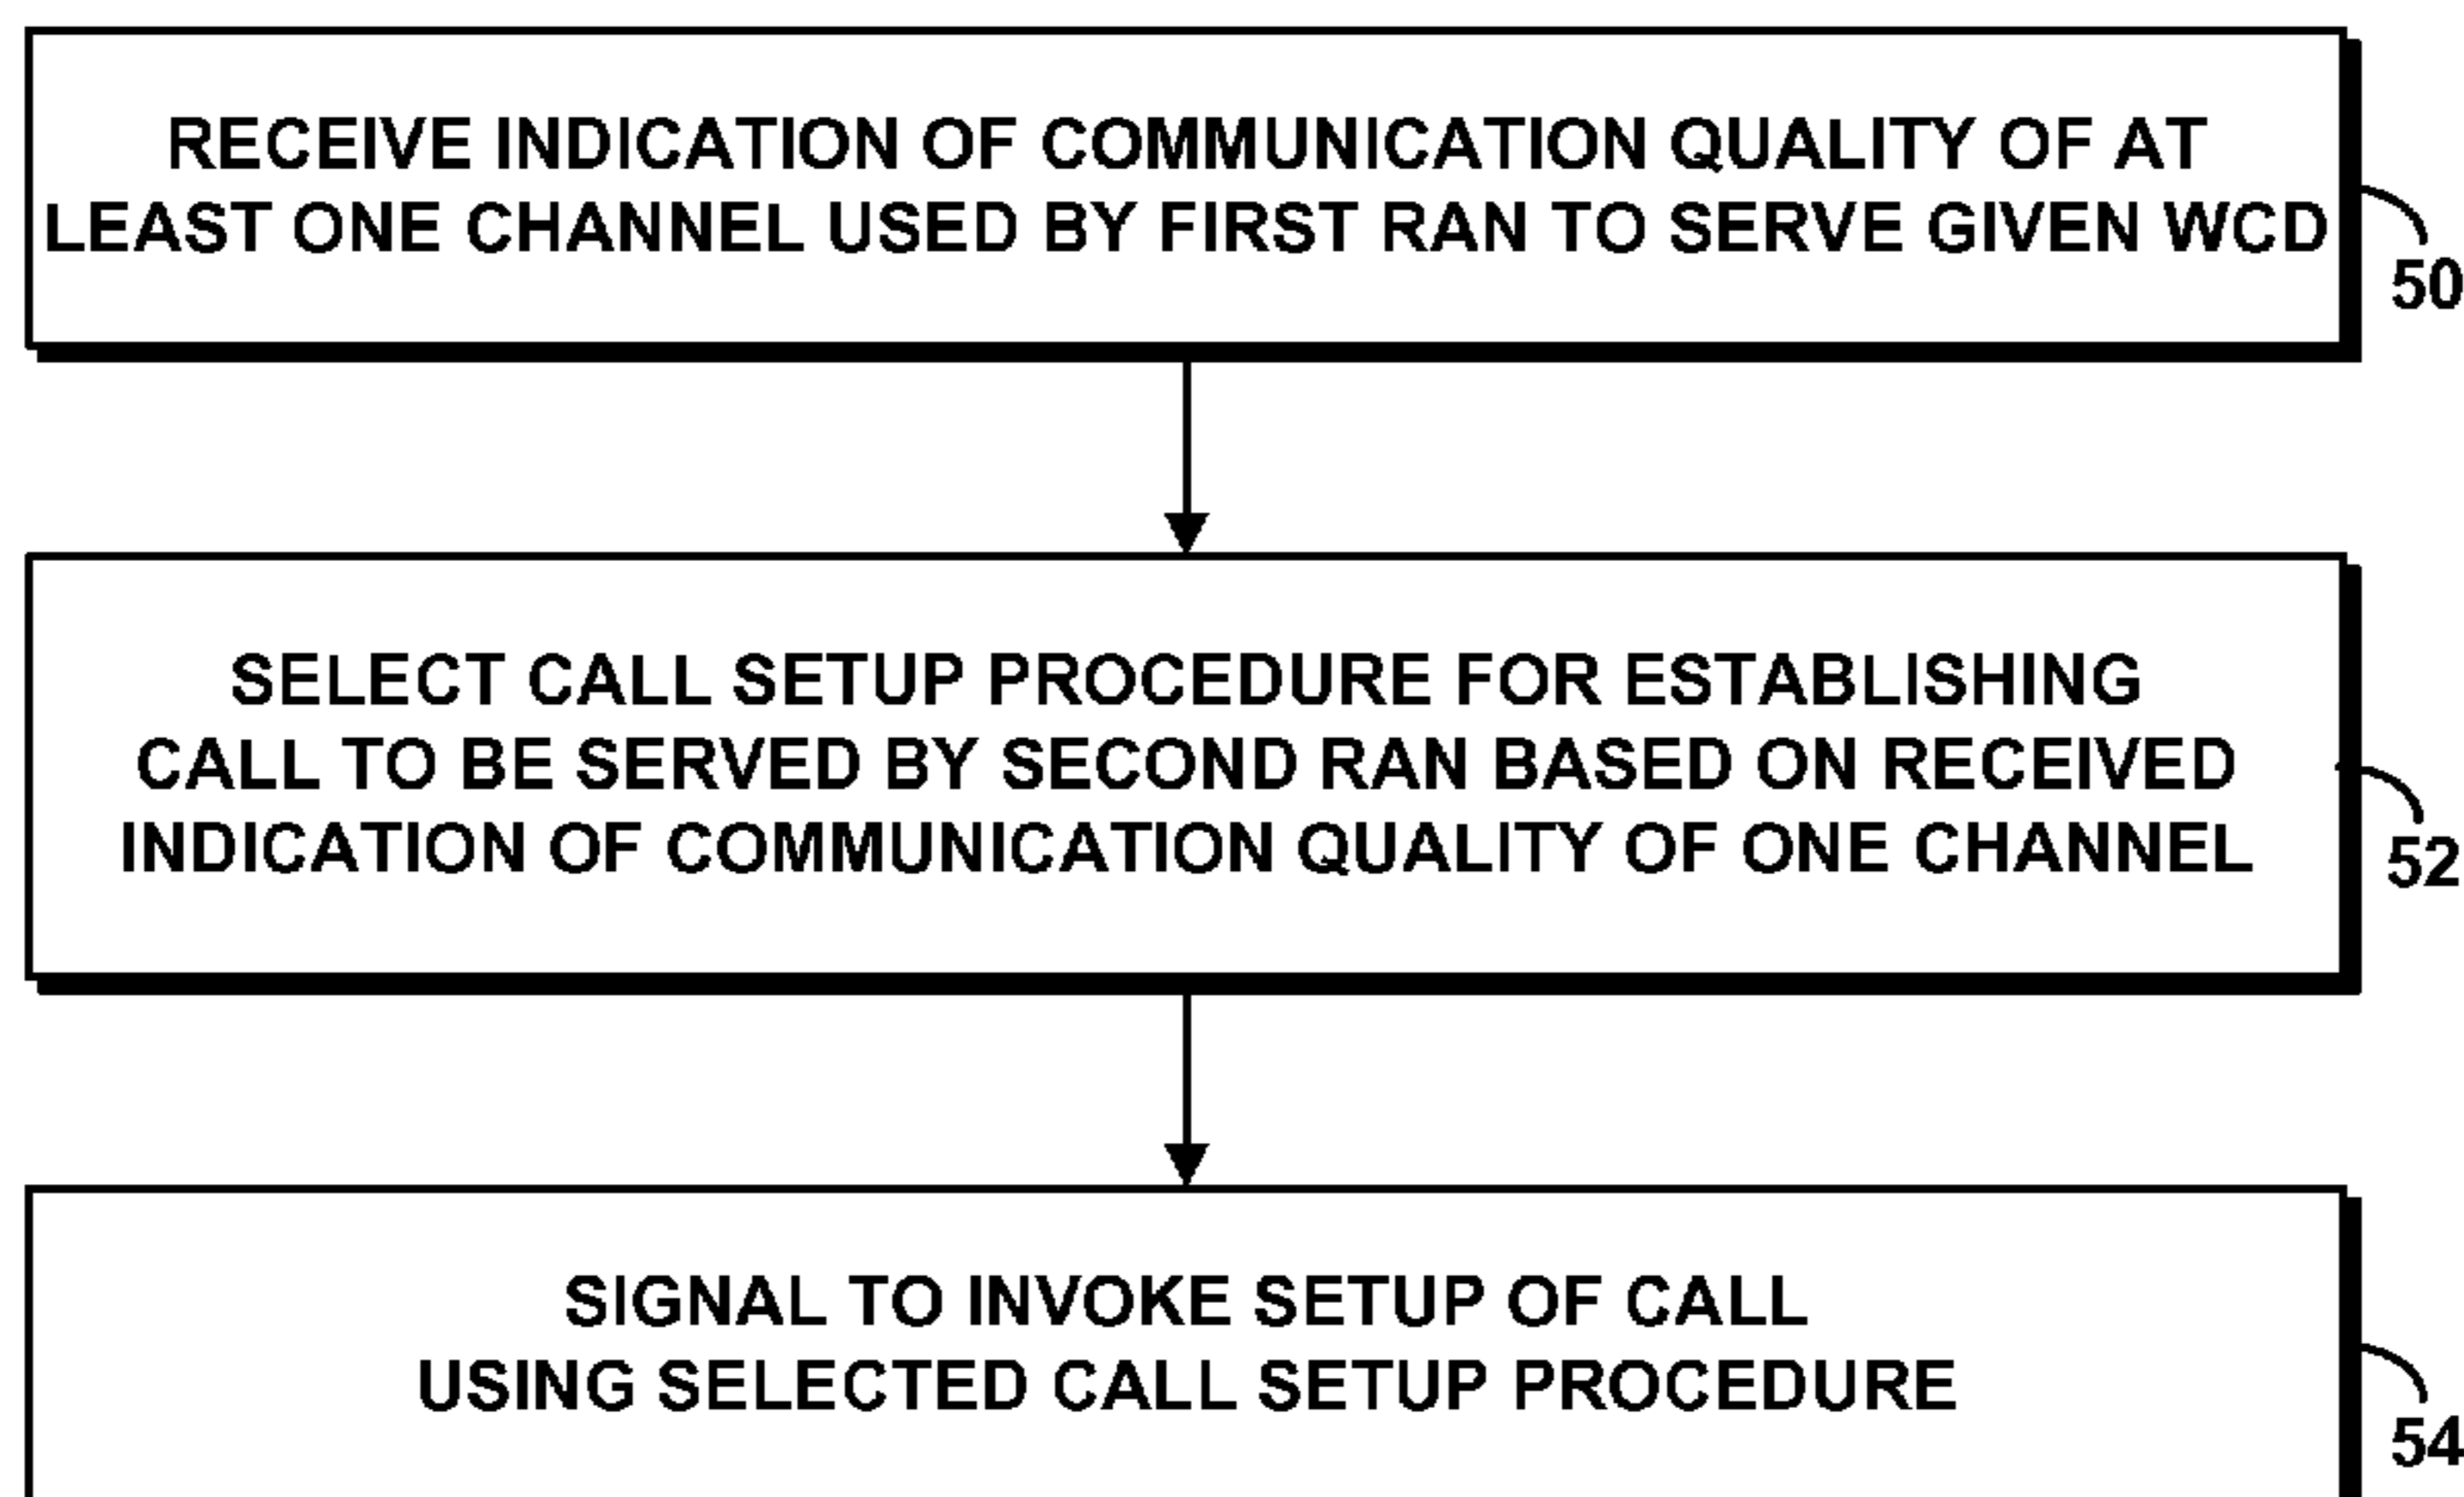 RECEIVE INDICATION OF COMMUNICATION QUALITY OF AT
LEAST ONE CHANNEL USED BY FIRST RAN TO SERVE GIVEN WCD
50
SELECT CALL SETUP PROCEDURE FOR ESTABLISHING
CALL TO BE SERVED BY SECOND RAN BASED ON RECEIVED
INDICATION OF COMMUNICATION QUALITY OF ONE CHANNEL
52
SIGNAL TO INVOKE SETUP OF CALL
USING SELECTED CALL SETUP PROCEDURE
54